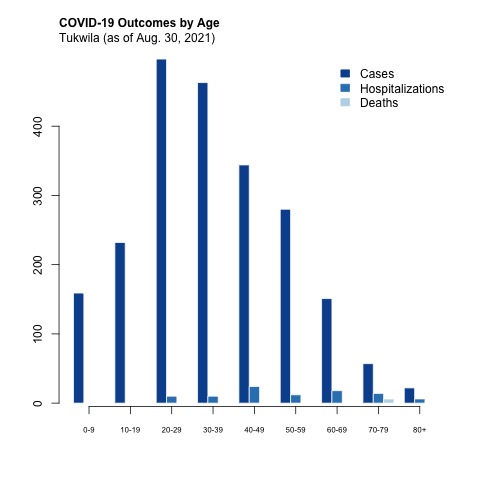 COVID-19 Outcomes by Age
Tukwila (as of Aug. 30, 2021)
Cases
Hospitalizations
Deaths
400
300
200
100
0
0-9 10-19 20-29 30-39 40-49 50-59 60-69 70-79 80+